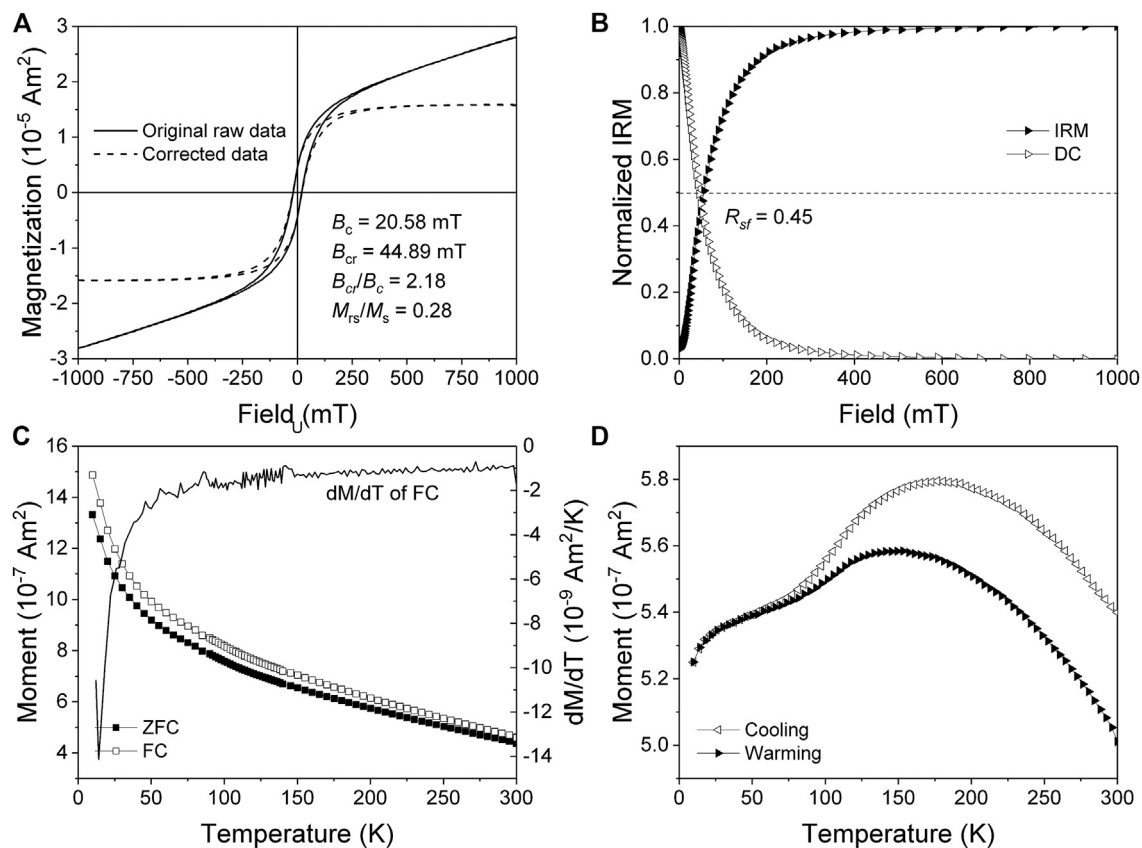 A
Magnetization (10⁻⁵ Am²)
3
2
1
0
-1
-2
-3
Original raw data
Corrected data
Bc = 20.58 mT
Bcr = 44.89 mT
Bcr/Bc = 2.18
Mrs/Ms = 0.28
-1000 -750 -500 -250 0 250 500 750 1000
Field (mT)
U
B
Normalized IRM
1.0
0.8
0.6
0.4
0.2
0.0
IRM
DC
Rsf = 0.45
0 200 400 600 800 1000
Field (mT)
C
Moment (10⁻⁷ Am²)
16
14
12
10
8
6
4
dM/dT of FC
ZFC
FC
0
-2
-4
-6
-8
-10
-12
-14
dM/dT (10⁻⁹ Am²/K)
0 50 100 150 200 250 300
Temperature (K)
D
Moment (10⁻⁷ Am²)
5.8
5.6
5.4
5.2
5.0
Cooling
Warming
0 50 100 150 200 250 300
Temperature (K)